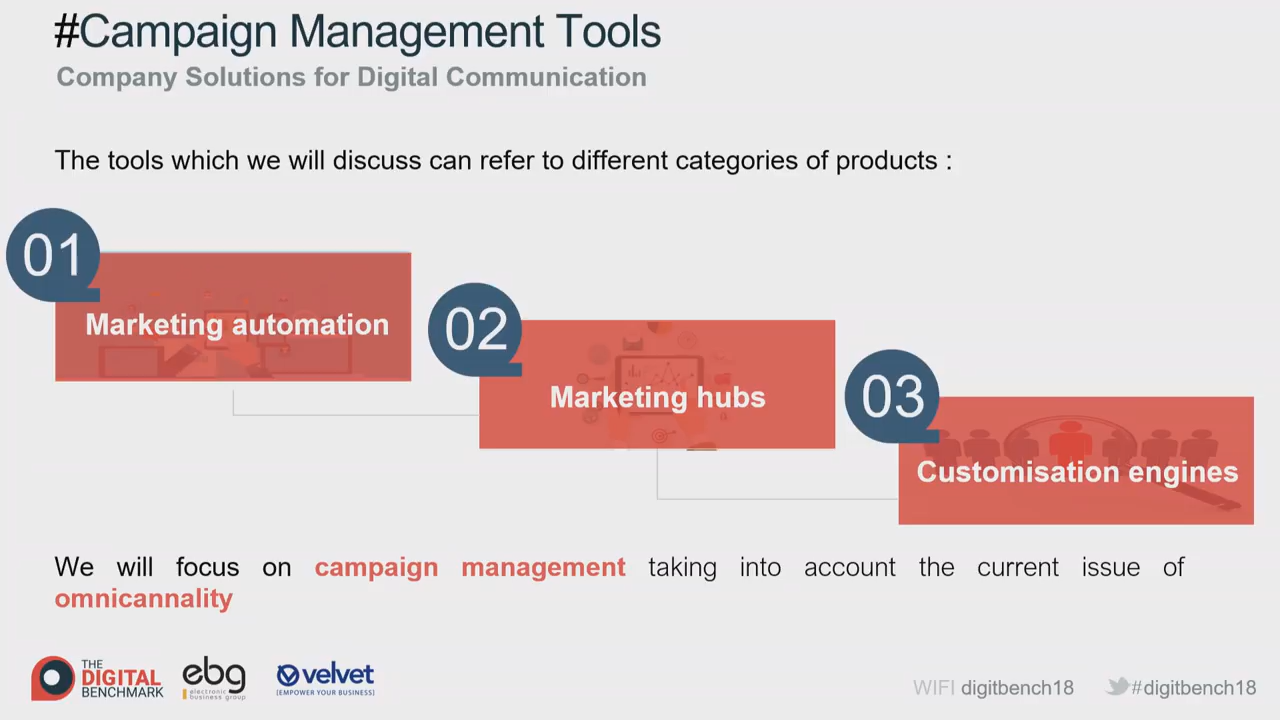 #Campaign Management Tools
Company Solutions for Digital Communication
The tools which we will discuss can refer to different categories of products :
01
Marketing automation
02
Marketing hubs
03
Customisation engines
We will focus on campaign management taking into account the current issue of
omnicannality
THE
DIGITAL
BENCHMARK
ebg
electronic
business group
velvet
[EMPOWER YOUR BUSINESS]
WIFI digitbench18
#digitbench18